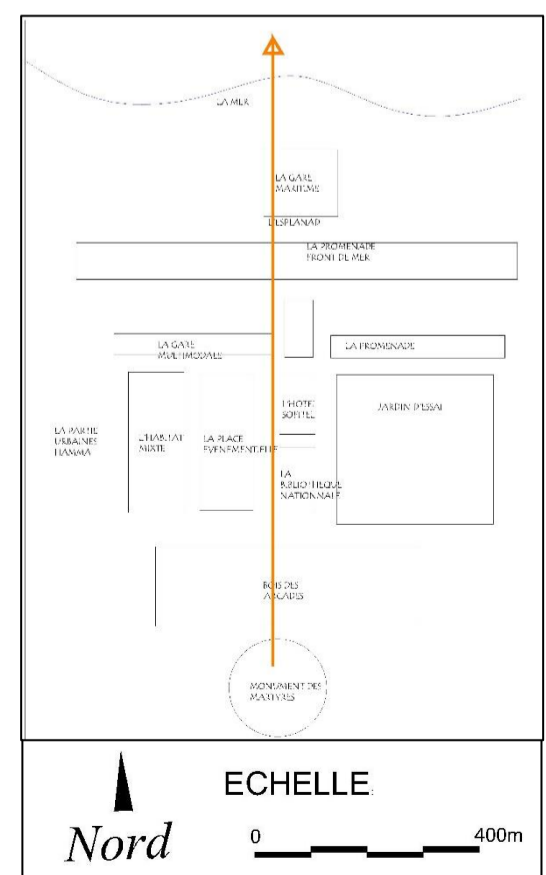 LA MER
LA GARE
MARITIME
L'ESPLANAD
LA PROMENADE
FRONT DE MER
LA GARE
MULTIMODALE
LA PROMENADE
L'HOTEL
SOFITEL
JARDIN D'ESSAI
LA PARTIE
URBAINES
HAMMA
L'HABITAT
MIXTE
LA PLACE
EVENEMENTIELLE
LA
BIBLIOTHEQUE
NATIONNALE
BOIS DES
ARCADES
MONUMENT DES
MARTYRES
ECHELLE:
Nord
0
400m